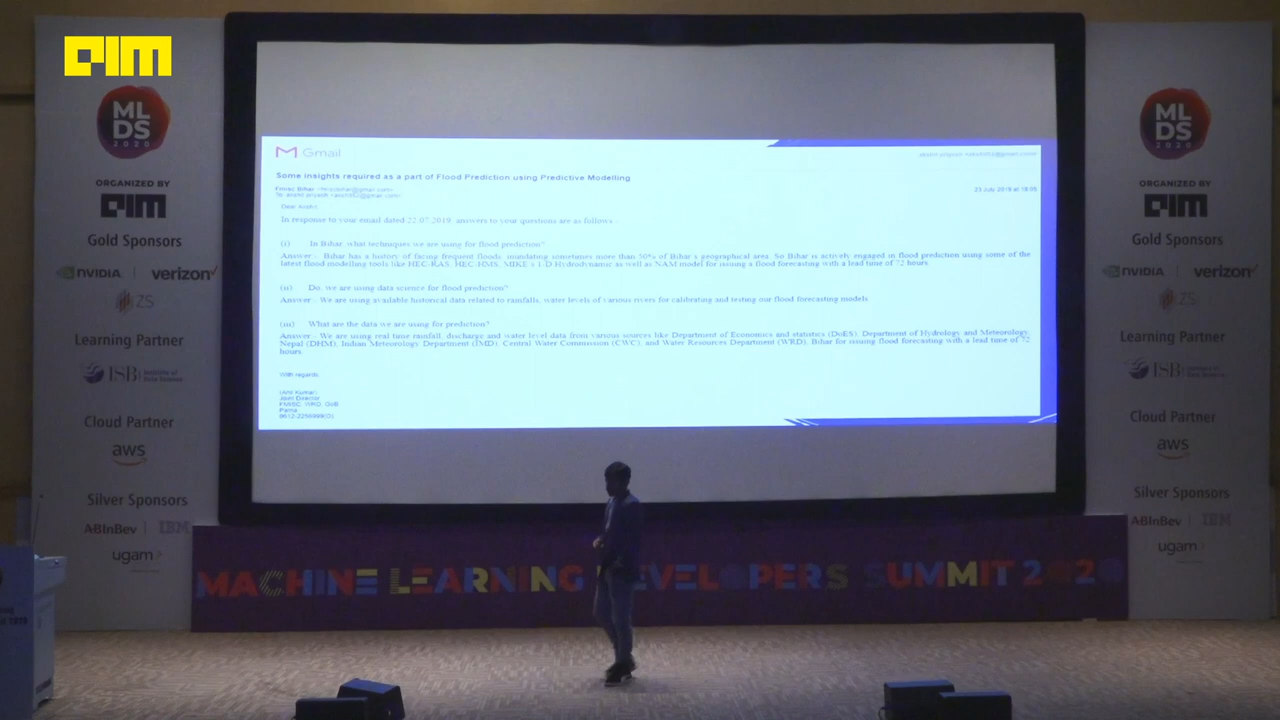 AIM
MLDS
2020
ORGANIZED BY
AIM
Gold Sponsors
NVIDIA | verizon✓
ZS
Learning Partner
ISB Institute of Data Science
Cloud Partner
aws
Silver Sponsors
ABInBev | IBM
ugam
M Gmail
Some insights required as a part of Flood Prediction using Predictive Modelling
Fmisc Bihar
23 July 2019 at 18:05
In response to your email dated 22.07.2019, answers to your questions are as follows -
(i) In Bihar, what techniques we are using for flood prediction?
Answer:- Bihar has a history of facing frequent floods, inundating sometimes more than 50% of Bihar's geographical area. So Bihar is actively engaged in flood prediction using some of the
latest flood modelling tools like HEC-RAS, HEC-HMS, MIKE s 1-D Hydrodynamic as well as NAM model for issuing a flood forecasting with a lead time of 72 hours.
(ii) Do, we are using data science for flood prediction?
Answer:- We are using available historical data related to rainfalls, water levels of various rivers for calibrating and testing our flood forecasting models.
(iii) What are the data we are using for prediction?
Answer:- We are using real time rainfall, discharge and water level data from various sources like Department of Economics and statistics (DoES), Department of Hydrology and Meteorology,
Nepal (DHM), Indian Meteorology Department (IMD), Central Water Commission (CWC), and Water Resources Department (WRD), Bihar for issuing flood forecasting with a lead time of 72
hours.
With regards,
Joint Director
FMISC, WRD, GoB
Patna
MLDS
2020
ORGANIZED BY
AIM
Gold Sponsors
NVIDIA | verizon✓
ZS
Learning Partner
ISB
Cloud Partner
aws
Silver Sponsors
ABInBev | IBM
ugam
MACHINE LEARNING EVELOPERS SUMMIT 2020